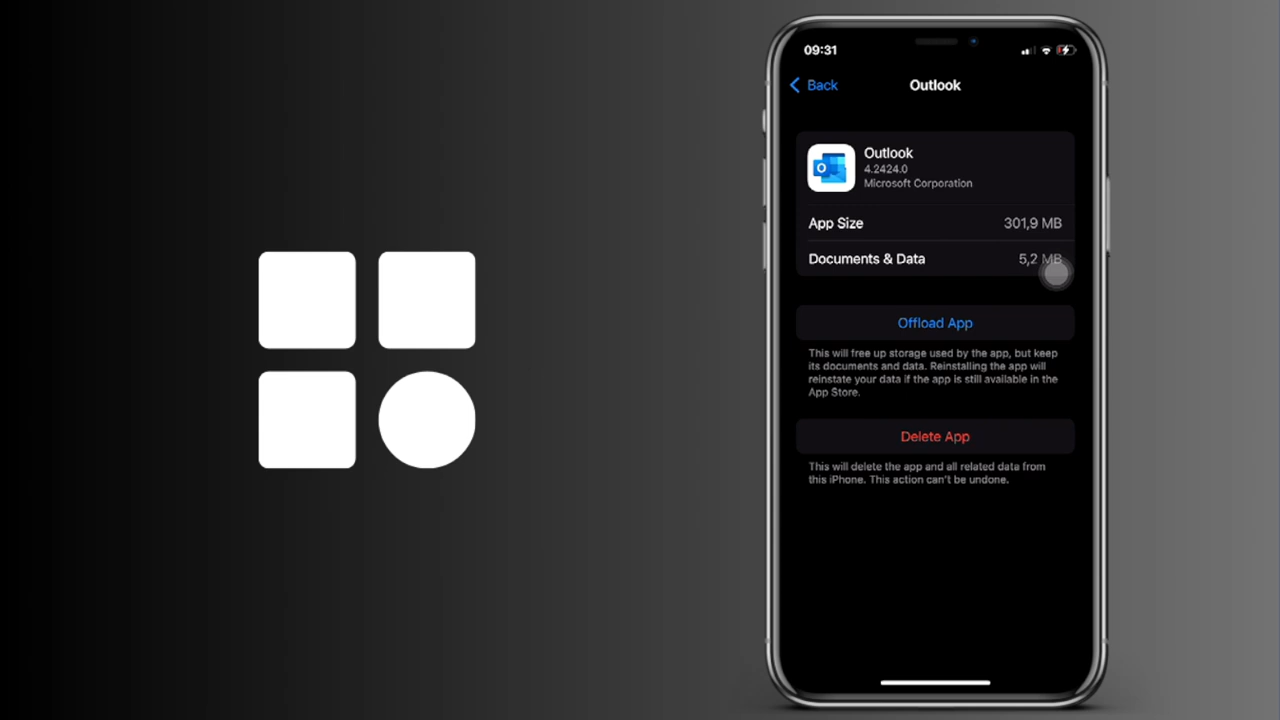 09:31
Back
Outlook
Outlook
4.2424.0
Microsoft Corporation
App Size 301,9 MB
Documents & Data 5,2 MB
Offload App
This will free up storage used by the app, but keep
its documents and data. Reinstalling the app will
reinstate your data if the app is still available in the
App Store.
Delete App
This will delete the app and all related data from
this iPhone. This action can't be undone.